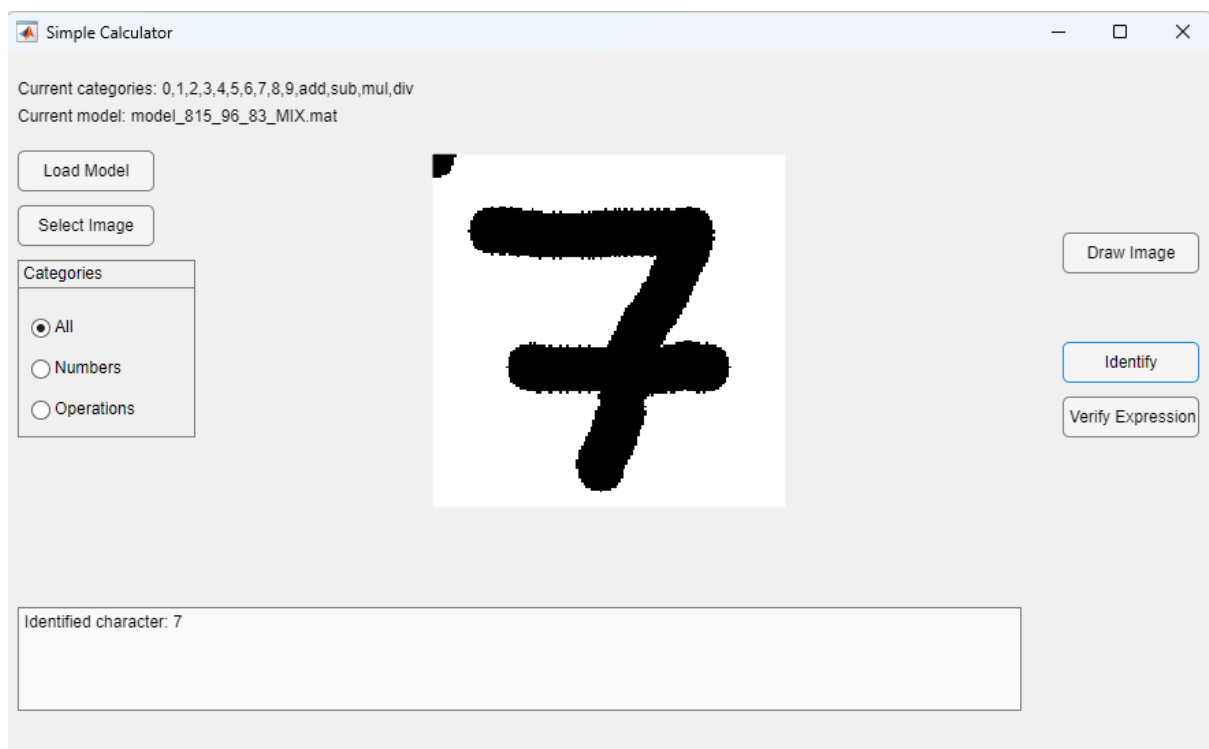 Simple Calculator
Current categories: 0,1,2,3,4,5,6,7,8,9,add,sub,mul,div
Current model: model_815_96_83_MIX.mat
Load Model
Select Image
Categories
All
Numbers
Operations
7
Draw Image
Identify
Verify Expression
Identified character: 7